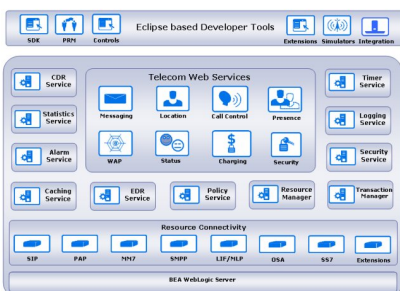 Eclipse based Developer Tools
SDK PRM Controls Extensions Simulators Integration
Telecom Web Services
CDR Service
Statistics Service
Alarm Service
Messaging Location Call Control Presence
WAP Status Charging Security
Timer Service
Logging Service
Security Service
Caching Service
EDR Service
Policy Service
Resource Manager
Transaction Manager
Resource Connectivity
SIP PAP MM7 SMPP LIF/MLP OSA SS7 Extensions
BEA WebLogic Server